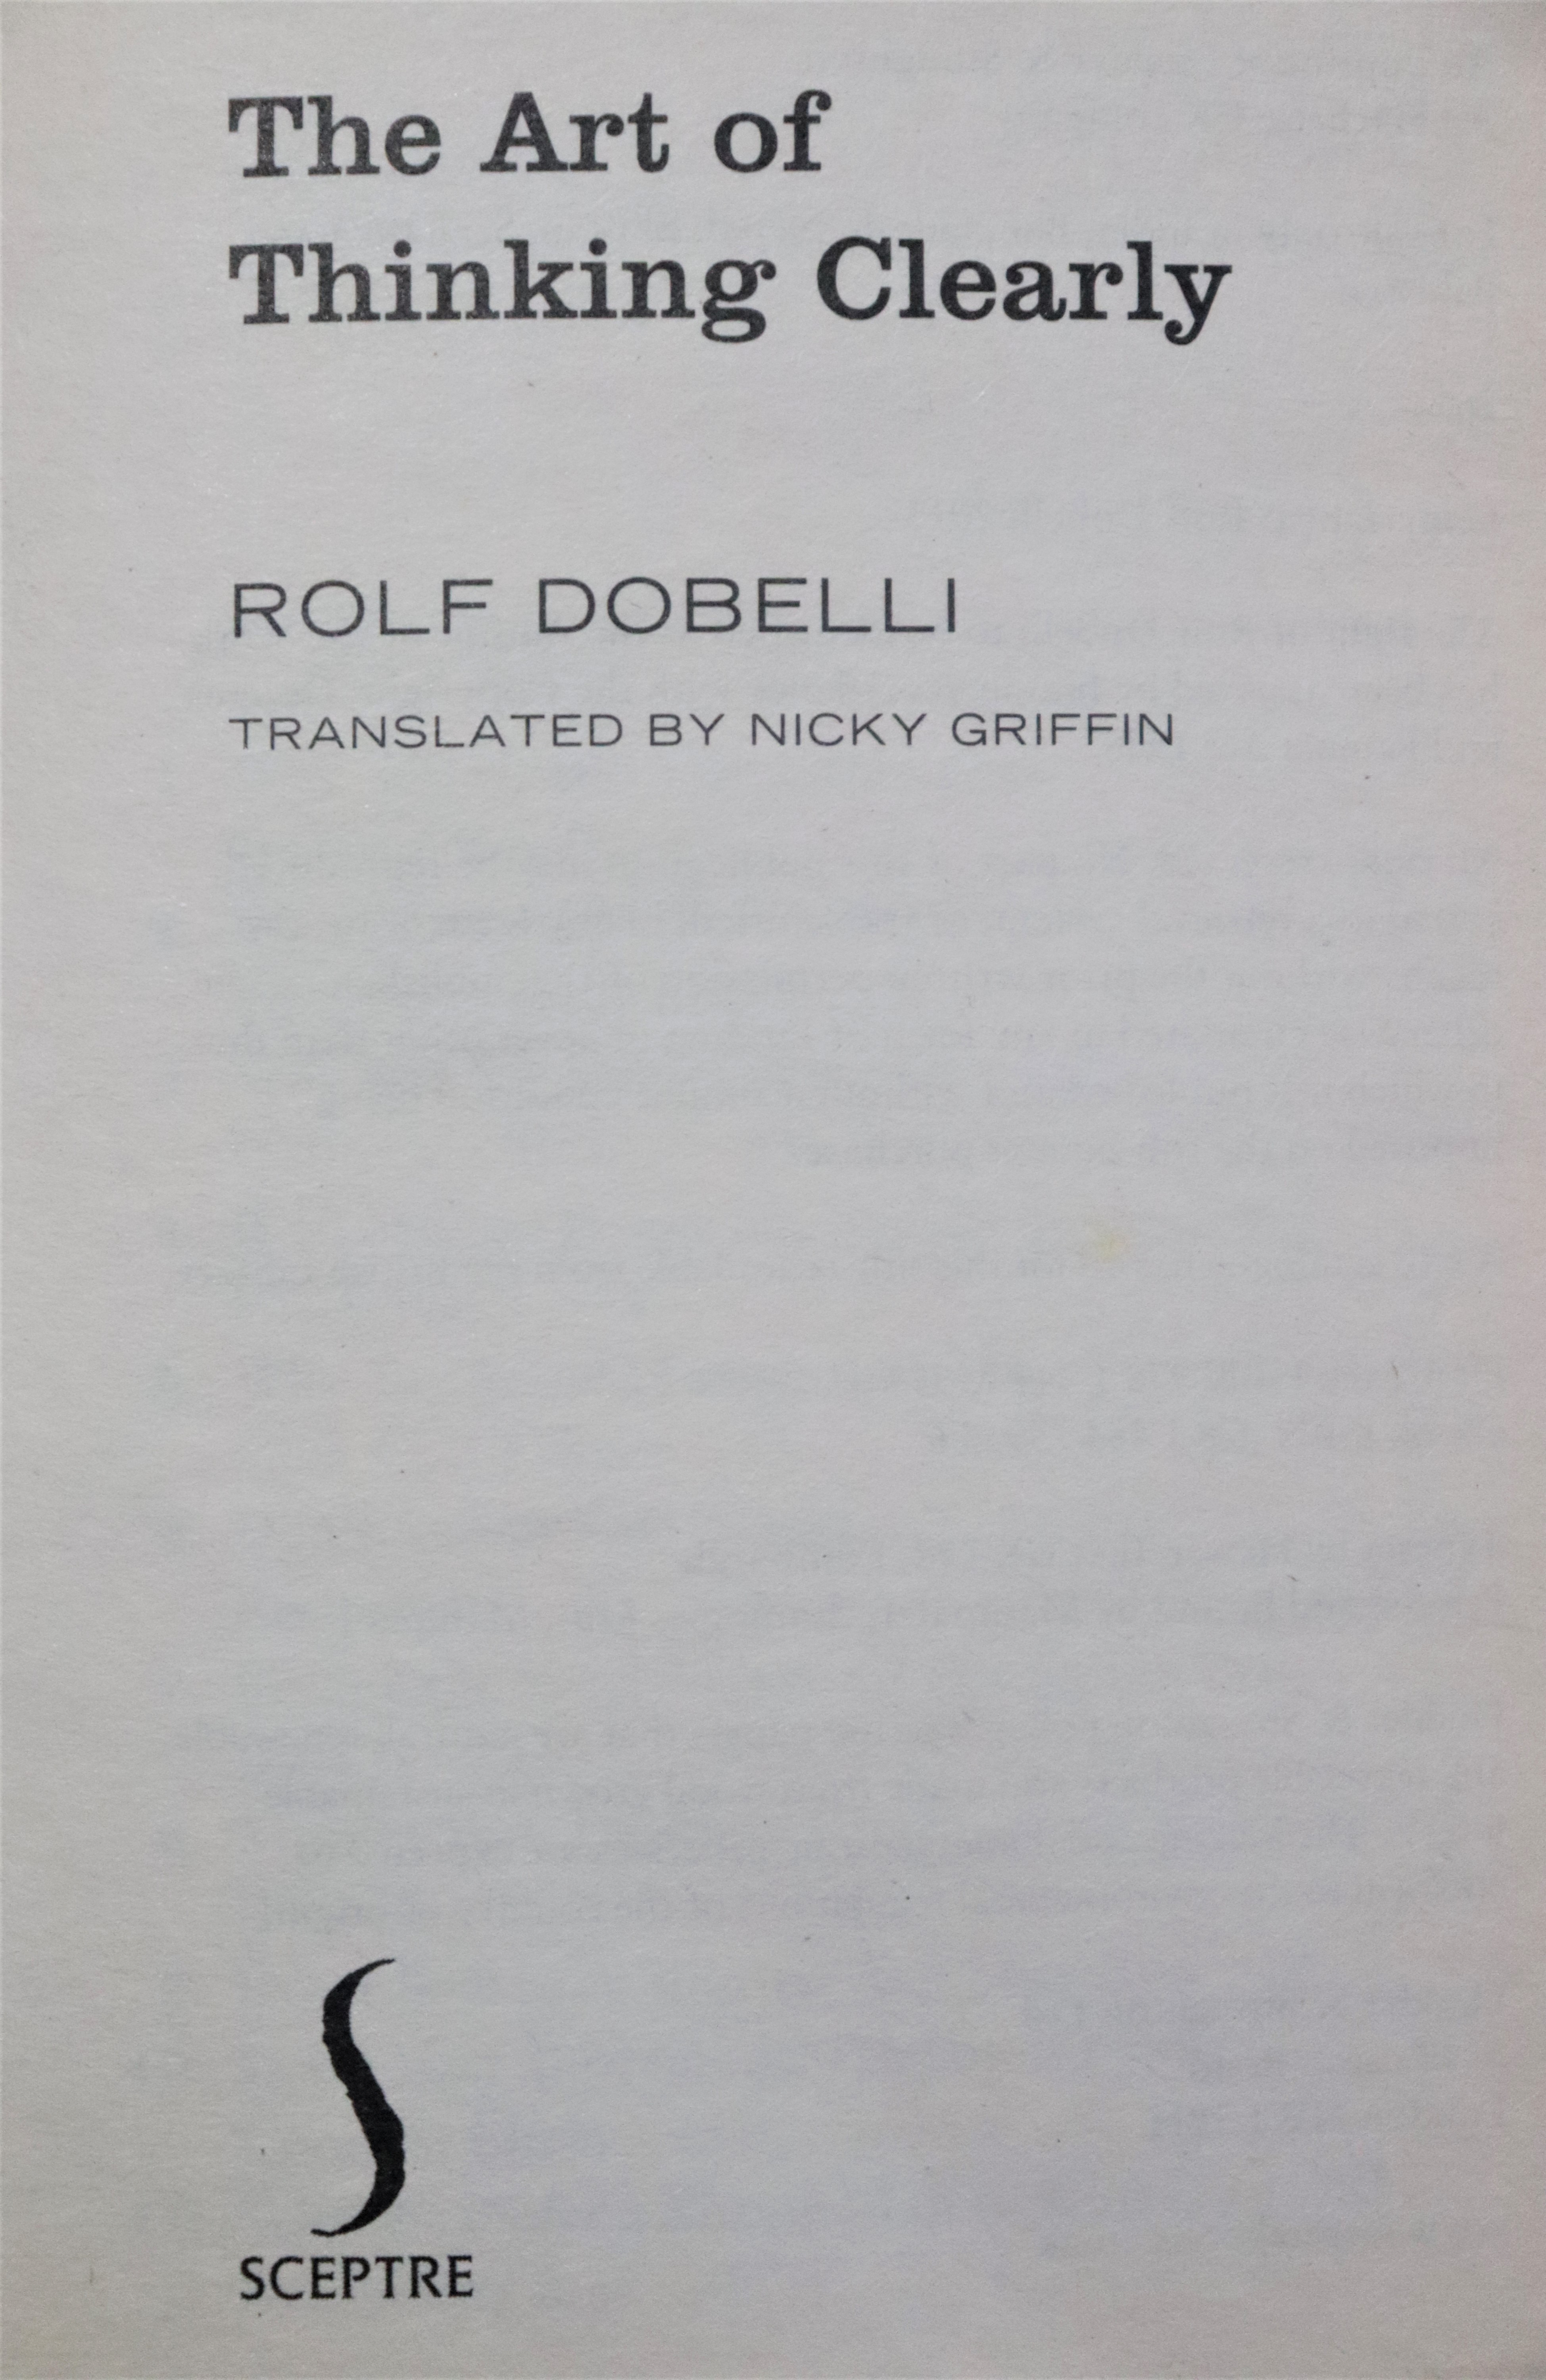 The Art of
Thinking Clearly
ROLF DOBELLI
TRANSLATED BY NICKY GRIFFIN
SCEPTRE